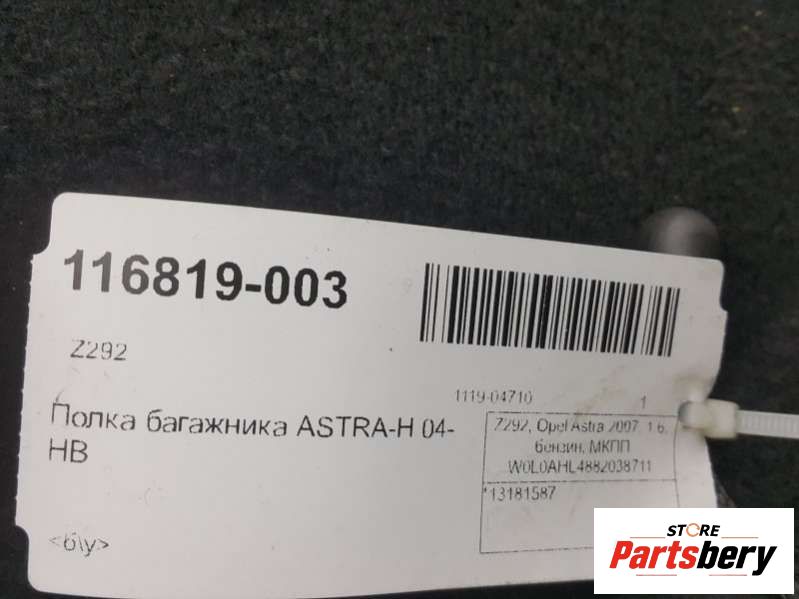 116819-003
Z292
Полка багажника ASTRA-H 04-
HB
<б\у>
1119-04710 1
Z292, Opel Astra 2007, 1.6,
бензин, МКПП
W0L0AHL4882038711
*13181587
STORE
Partsbery